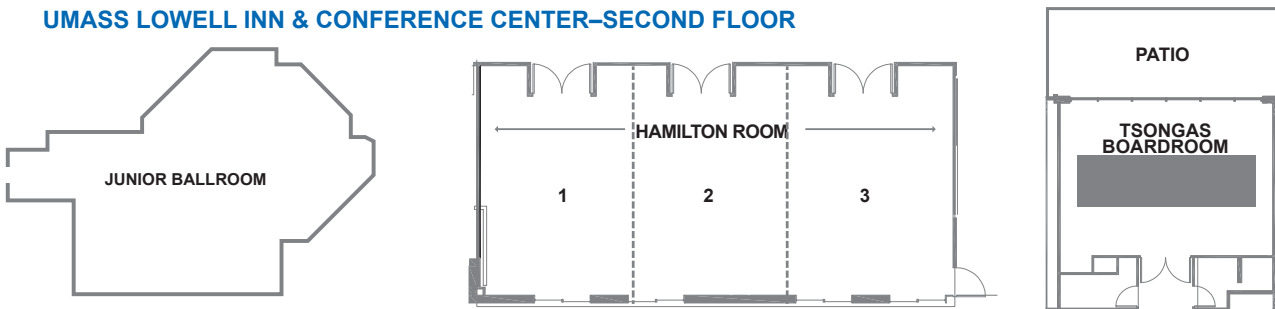 UMASS LOWELL INN & CONFERENCE CENTER–SECOND FLOOR
JUNIOR BALLROOM
HAMILTON ROOM
1
2
3
PATIO
TSONGAS
BOARDROOM